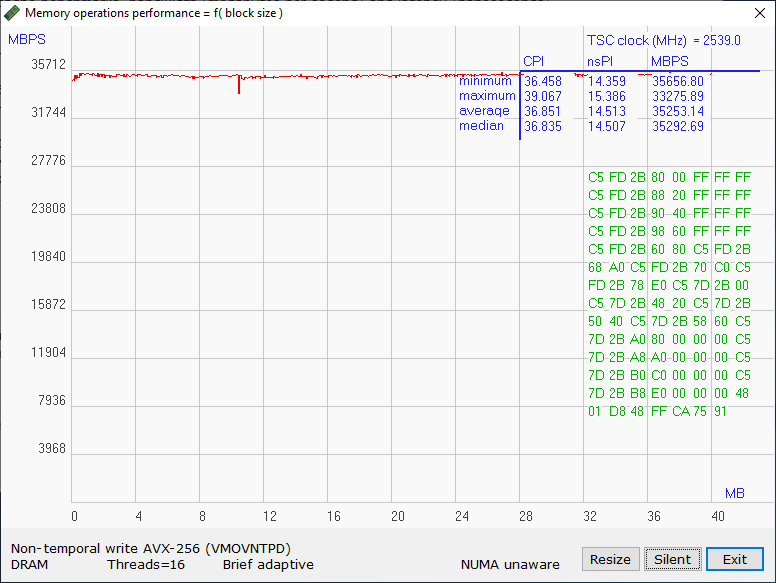 Memory operations performance = f( block size )
MBPS
TSC clock (MHz) = 2539.0
CPI nsPI MBPS
35712
minimum 36.458 14.359 35656.80
maximum 39.067 15.386 33275.89
average 36.851 14.513 35253.14
median 36.835 14.507 35292.69
31744
27776
23808
19840
15872
11904
7936
3968
C5 FD 2B 80 00 FF FF FF
C5 FD 2B 88 20 FF FF FF
C5 FD 2B 90 40 FF FF FF
C5 FD 2B 98 60 FF FF FF
C5 FD 2B 60 80 C5 FD 2B
68 A0 C5 FD 2B 70 C0 C5
FD 2B 78 E0 C5 7D 2B 00
C5 7D 2B 48 20 C5 7D 2B
50 40 C5 7D 2B 58 60 C5
7D 2B A0 80 00 00 00 C5
7D 2B A8 A0 00 00 00 C5
7D 2B B0 C0 00 00 00 C5
7D 2B B8 E0 00 00 00 48
01 D8 48 FF CA 75 91
MB
0 4 8 12 16 20 24 28 32 36 40
Non-temporal write AVX-256 (VMOVNTPD)
DRAM Threads=16 Brief adaptive NUMA unaware
Resize Silent Exit